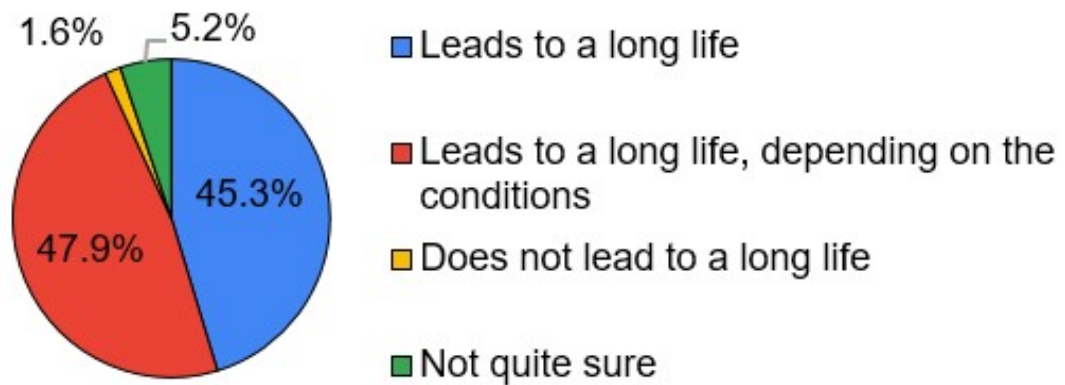 1.6%
5.2%
45.3%
47.9%
Leads to a long life
Leads to a long life, depending on the
conditions
Does not lead to a long life
Not quite sure